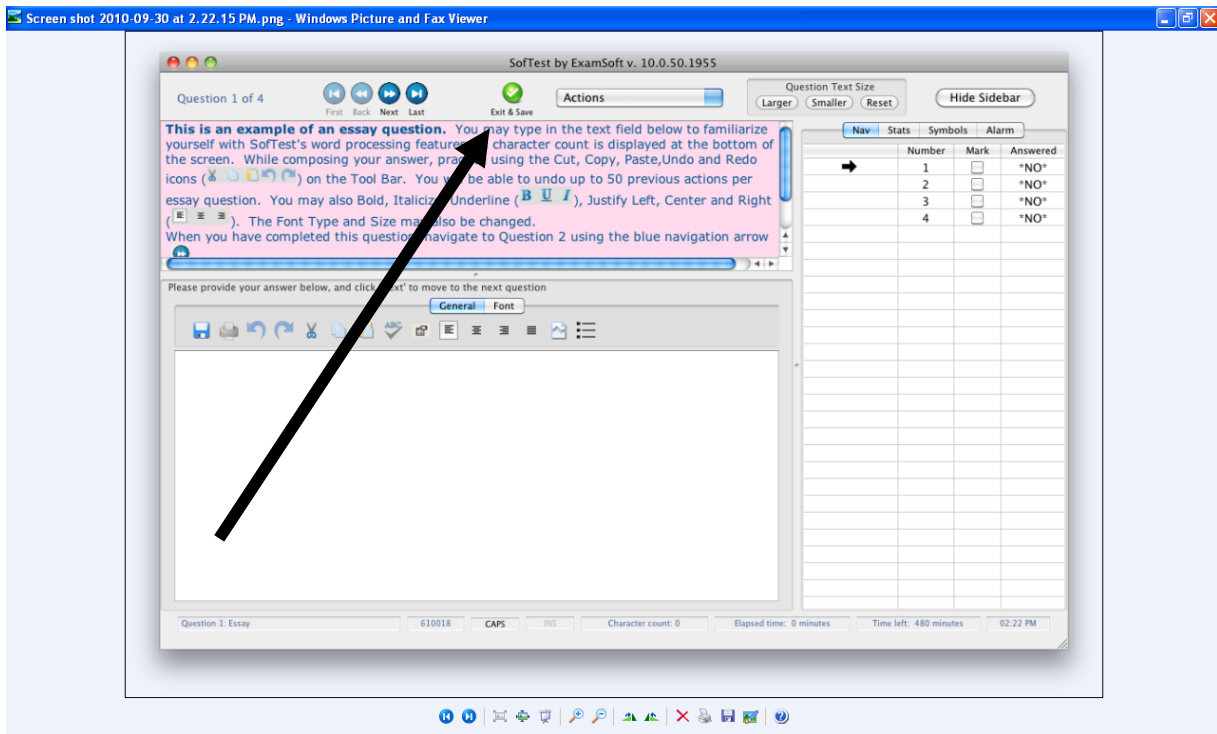 Screen shot 2010-09-30 at 2.22.15 PM.png - Windows Picture and Fax Viewer
SofTest by ExamSoft v. 10.0.50.1955
Question 1 of 4
First Back Next Last
Exit & Save
Actions
Question Text Size
Larger Smaller Reset
Hide Sidebar
This is an example of an essay question. You may type in the text field below to familiarize
yourself with SofTest's word processing features character count is displayed at the bottom of
the screen. While composing your answer, using the Cut, Copy, Paste,Undo and Redo
icons ( ) on the Tool Bar. You be able to undo up to 50 previous actions per
essay question. You may also Bold, Underline ( B U I ), Justify Left, Center and Right
( ). The Font Type and Size may also be changed.
When you have completed this question navigate to Question 2 using the blue navigation arrow
Nav Stats Symbols Alarm
Number Mark Answered
1 *NO*
2 *NO*
3 *NO*
4 *NO*
Please provide your answer below, and click to move to the next question
General Font
ABC
Question 1: Essay
610018
CAPS
INS
Character count: 0
Elapsed time: 0 minutes
Time left: 480 minutes
02:22 PM